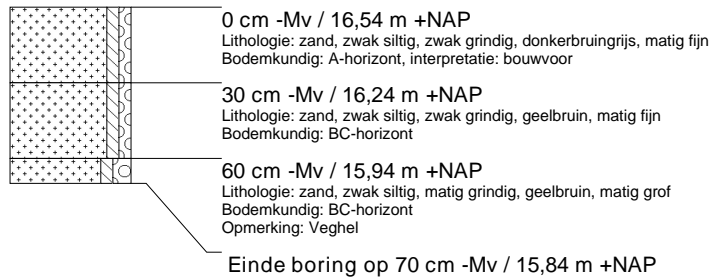 0 cm -Mv / 16,54 m +NAP
Lithologie: zand, zwak siltig, zwak grindig, donkerbruingrijs, matig fijn
Bodemkundig: A-horizont, interpretatie: bouwvoor
30 cm -Mv / 16,24 m +NAP
Lithologie: zand, zwak siltig, zwak grindig, geelbruin, matig fijn
Bodemkundig: BC-horizont
60 cm -Mv / 15,94 m +NAP
Lithologie: zand, zwak siltig, matig grindig, geelbruin, matig grof
Bodemkundig: BC-horizont
Opmerking: Veghel
Einde boring op 70 cm -Mv / 15,84 m +NAP